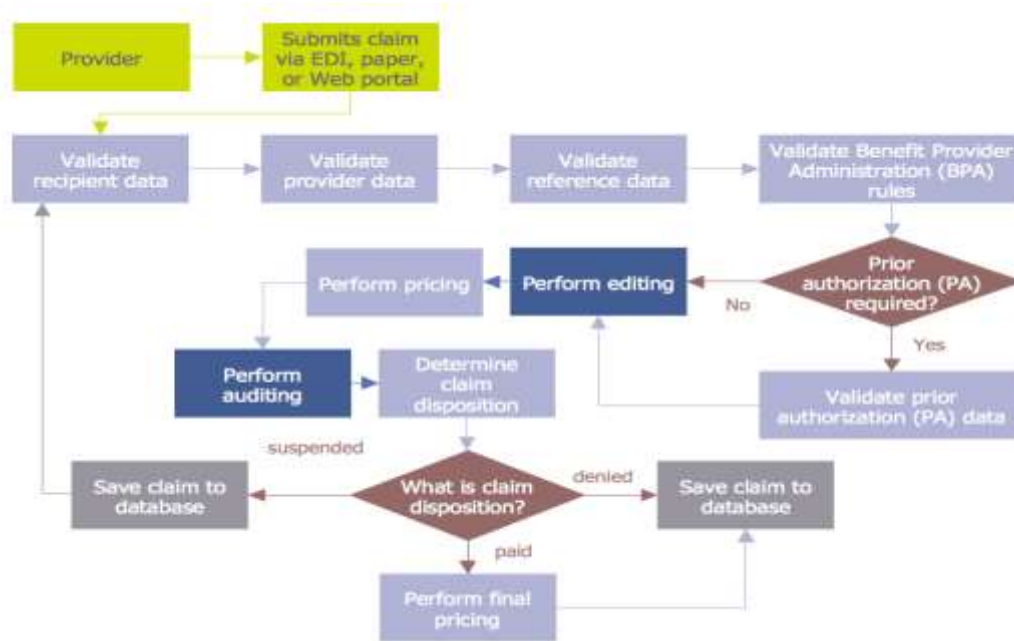 Provider
Submits claim
via EDI, paper,
or Web portal
Validate
recipient data
Validate
provider data
Validate
reference data
Validate Benefit Provider
Administration (BPA)
rules
Perform pricing
Perform editing
No
Prior
authorization (PA)
required?
Yes
Perform
auditing
Determine
claim
disposition
Validate prior
authorization (PA) data
suspended
Save claim to
database
What is claim
disposition?
denied
Save claim to
database
paid
Perform final
pricing